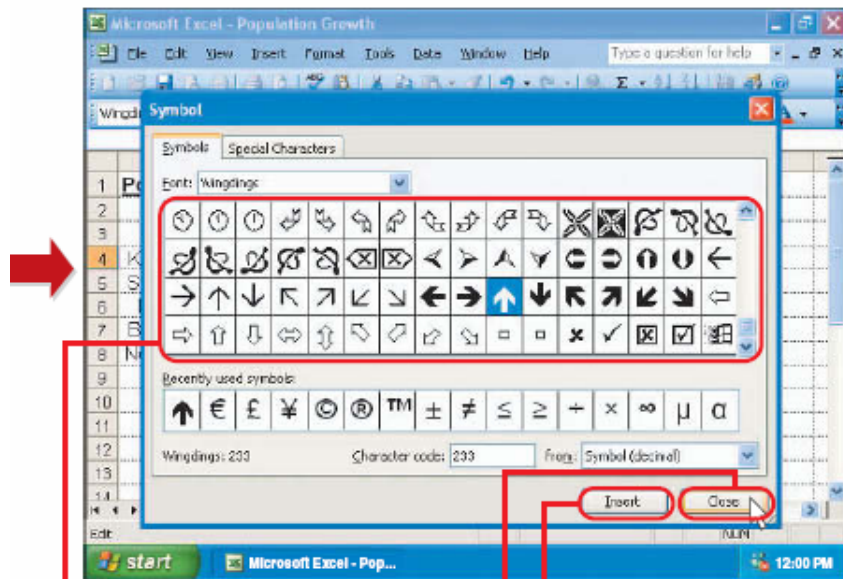 Microsoft Excel - Population Growth
File Edit View Insert Format Tools Data Window Help Type a question for help
Symbol
Symbols Special Characters
Font: Wingdings
1
2
3
4 K
5 S
6
7 B
8 No
9
10
11
12
13
14
Recently used symbols:
€ £ ¥ © ® ™ ± ≠ ≤ ≥ ÷ × ∞ µ α
Wingdings: 233 Character code: 233 From: Symbol (decimal)
Insert Close
Edit NUM
start Microsoft Excel - Pop... 12:00 PM